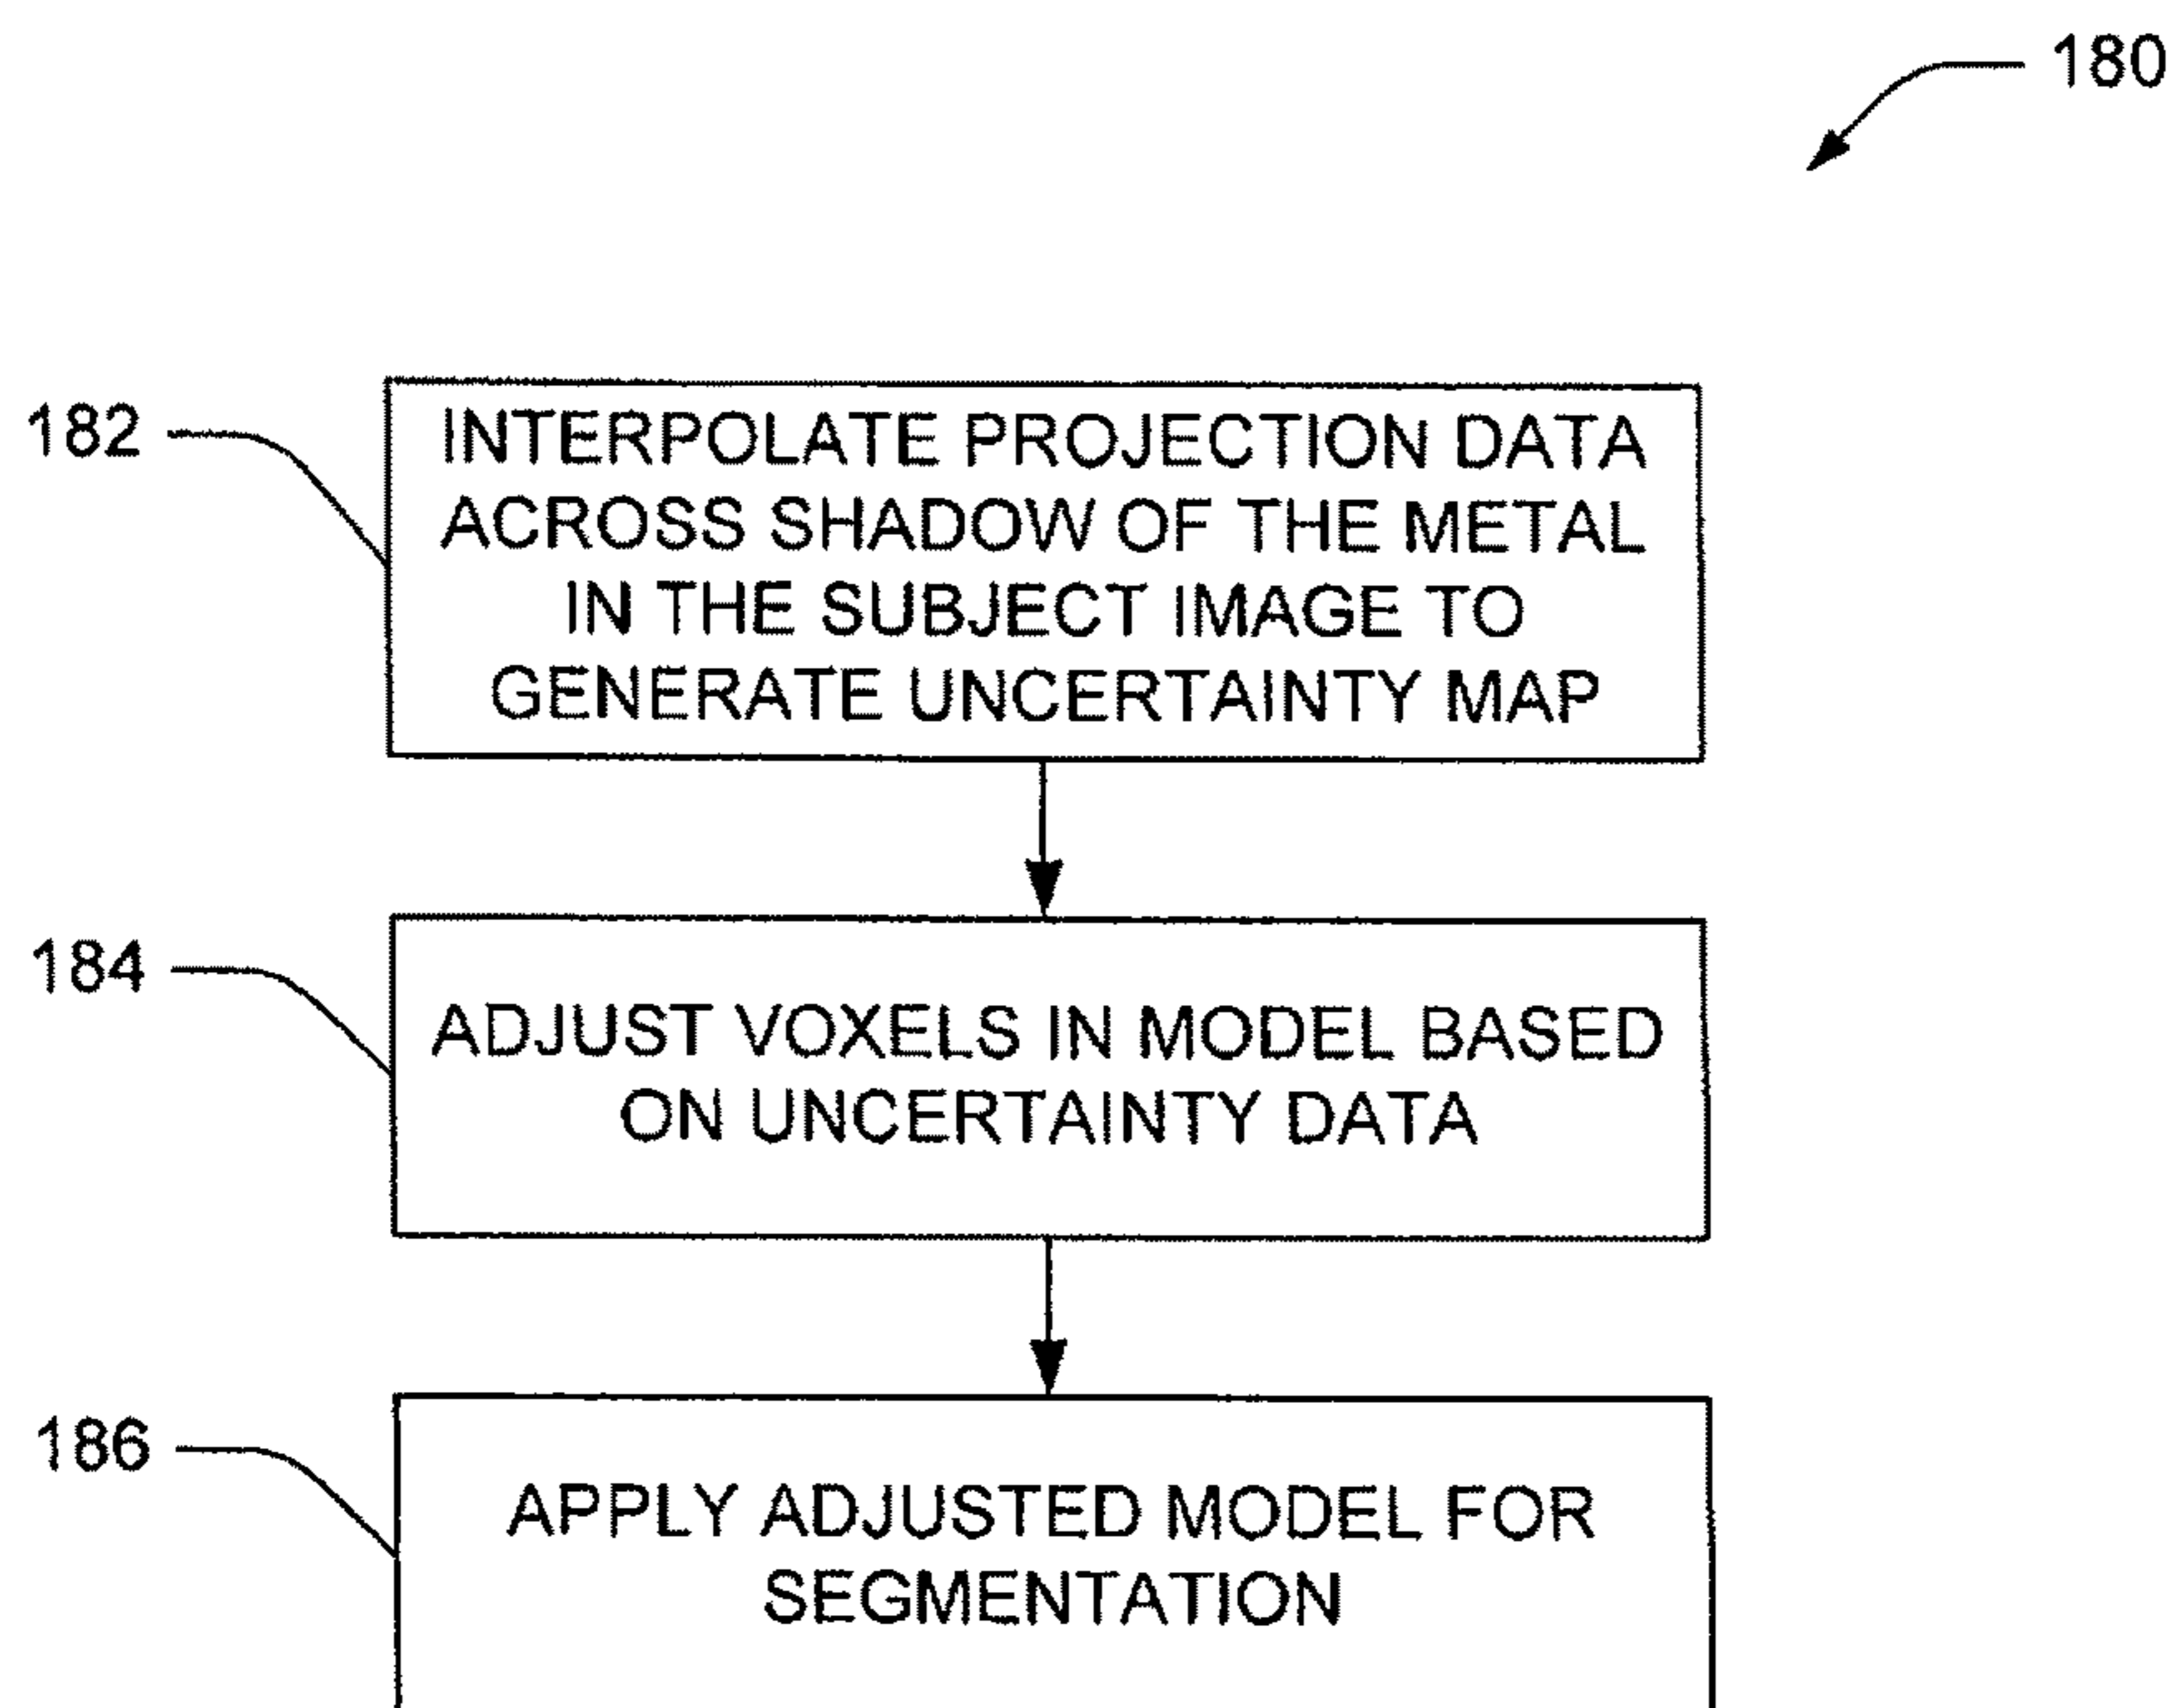 180
182
INTERPOLATE PROJECTION DATA
ACROSS SHADOW OF THE METAL
IN THE SUBJECT IMAGE TO
GENERATE UNCERTAINTY MAP
184
ADJUST VOXELS IN MODEL BASED
ON UNCERTAINTY DATA
186
APPLY ADJUSTED MODEL FOR
SEGMENTATION